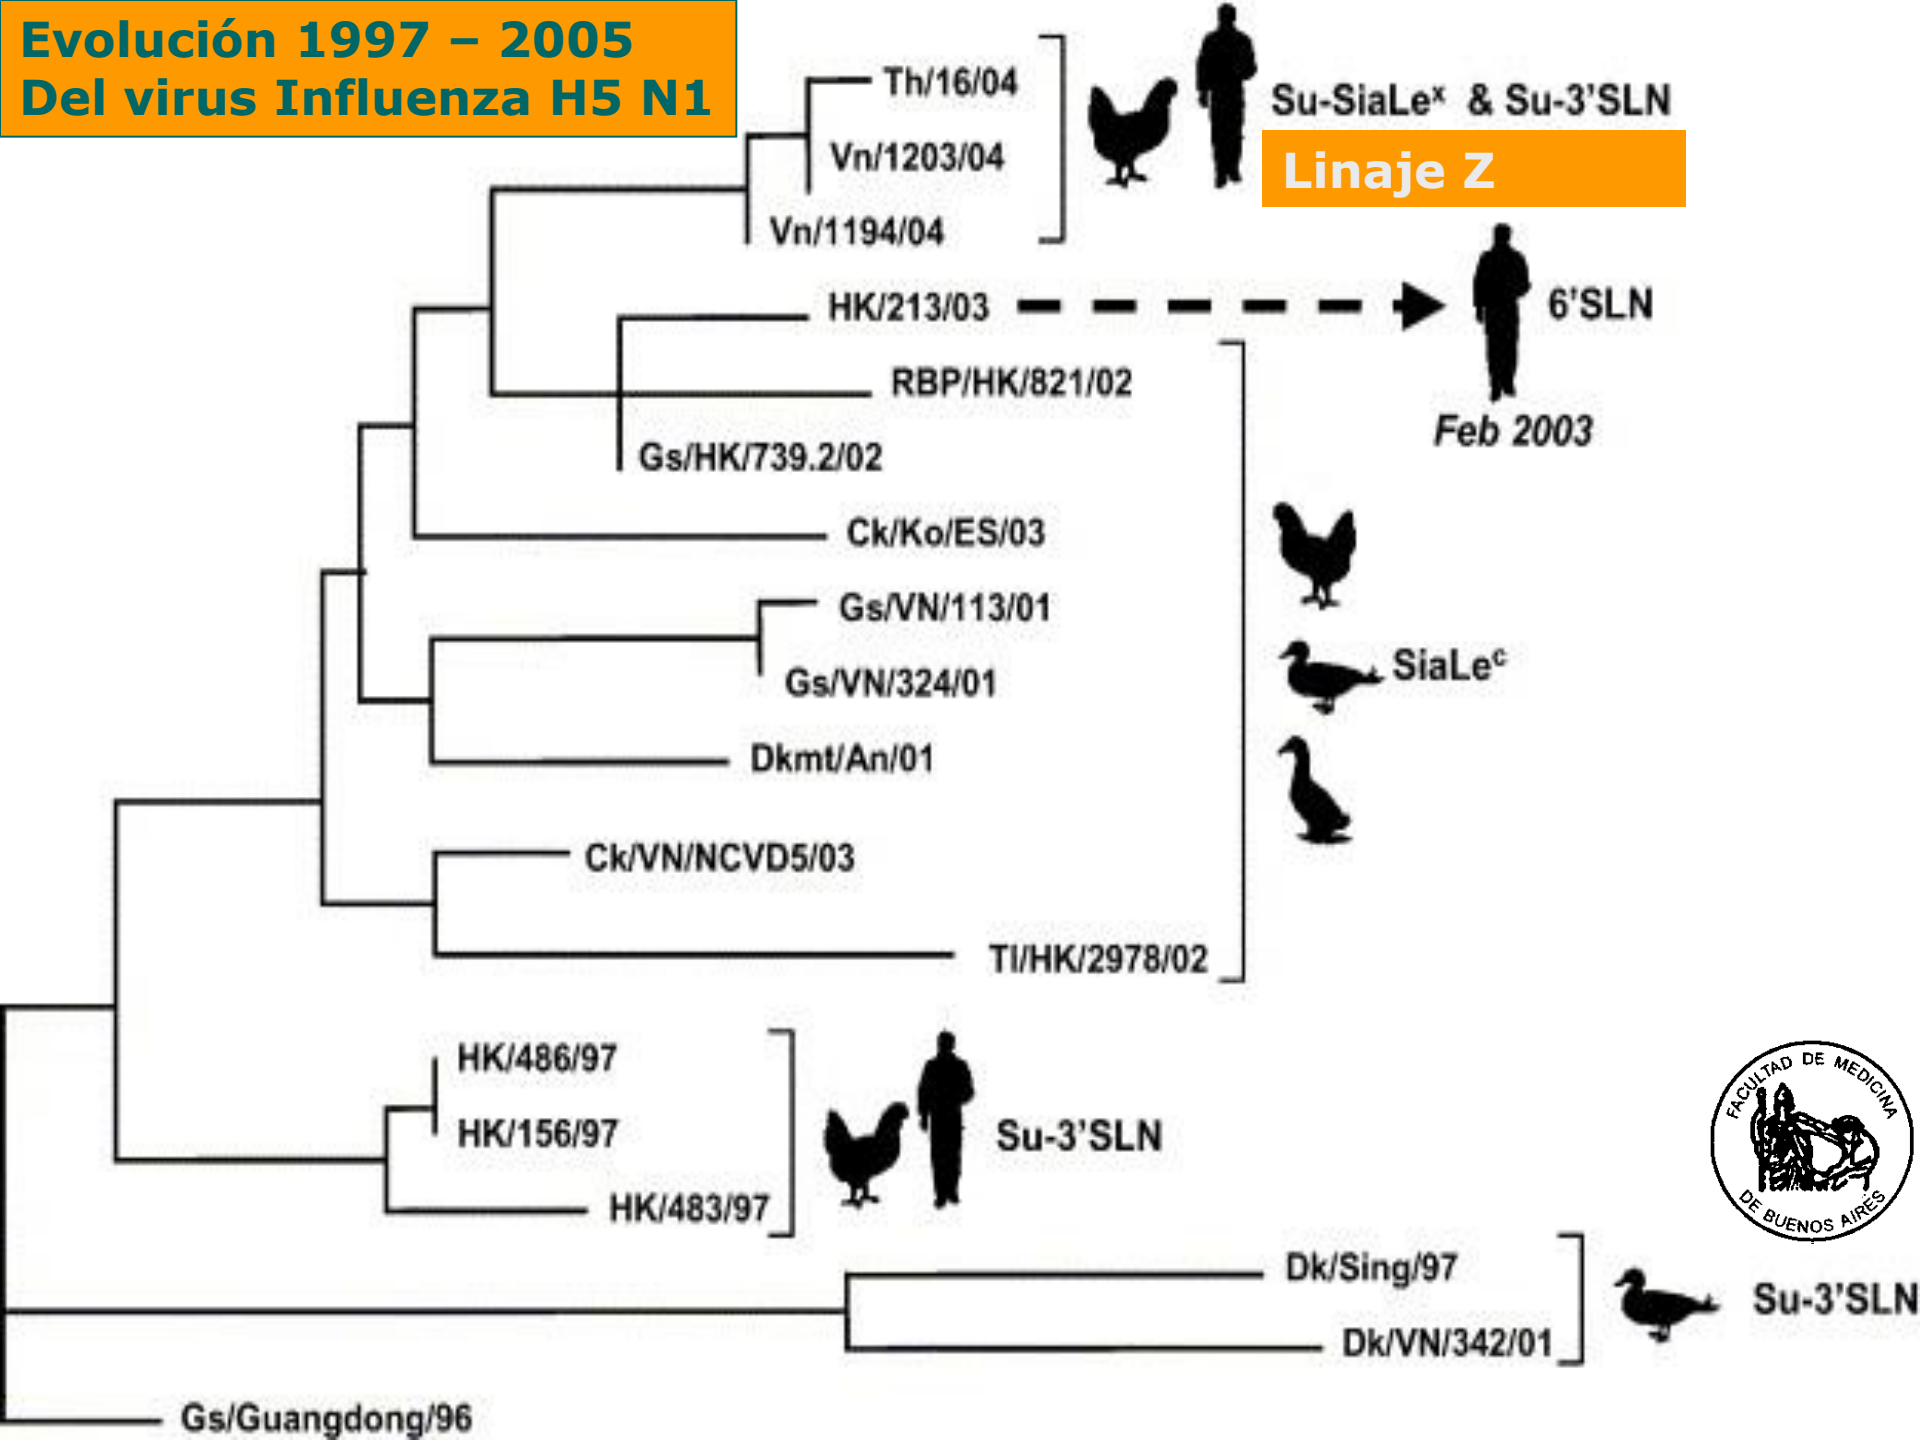 Evolución 1997 – 2005
Del virus Influenza H5 N1
Th/16/04
Vn/1203/04
Vn/1194/04
Su-SiaLeˣ & Su-3’SLN
Linaje Z
HK/213/03
6’SLN
Feb 2003
RBP/HK/821/02
Gs/HK/739.2/02
Ck/Ko/ES/03
Gs/VN/113/01
Gs/VN/324/01
SiaLeᶜ
Dkmt/An/01
Ck/VN/NCVD5/03
Tl/HK/2978/02
HK/486/97
HK/156/97
Su-3’SLN
HK/483/97
FACULTAD DE MEDICINA
DE BUENOS AIRES
Dk/Sing/97
Su-3’SLN
Dk/VN/342/01
Gs/Guangdong/96